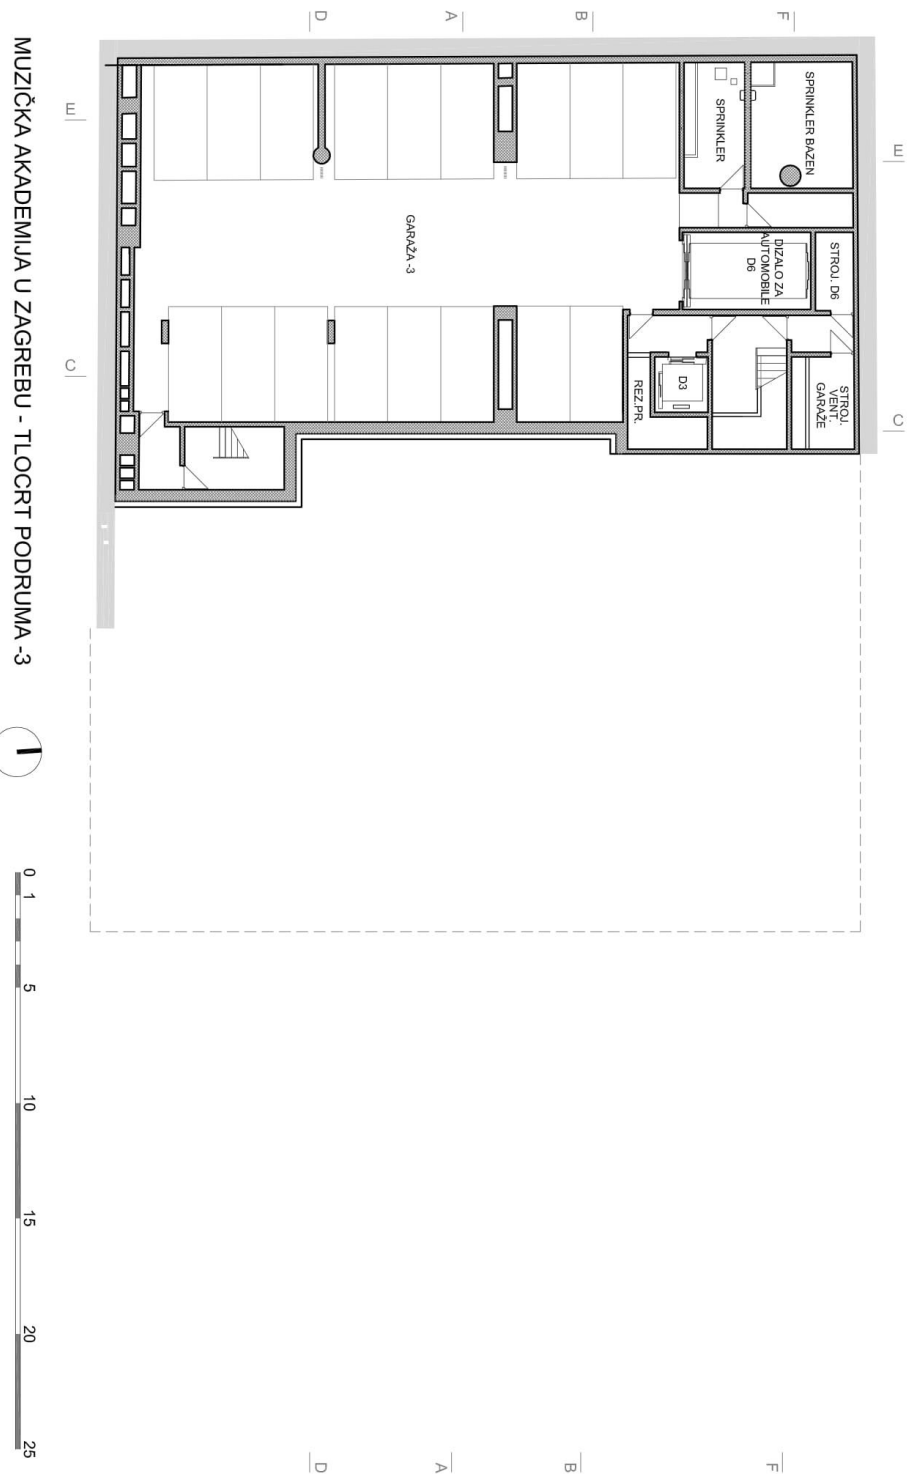 MUZIČKA AKADEMIJA U ZAGREBU - TLOCRT PODRUMA -3
D
A
B
F
E
E
SPRINKLER BAZEN
SPRINKLER
GARAŽA -3
DIZALO ZA
AUTOMOBILE
D6
STROJ. D6
D3
REZ.PR.
STROJ.
VENT.
GARAŽE
C
C
0 1 5 10 15 20 25
D
A
B
F